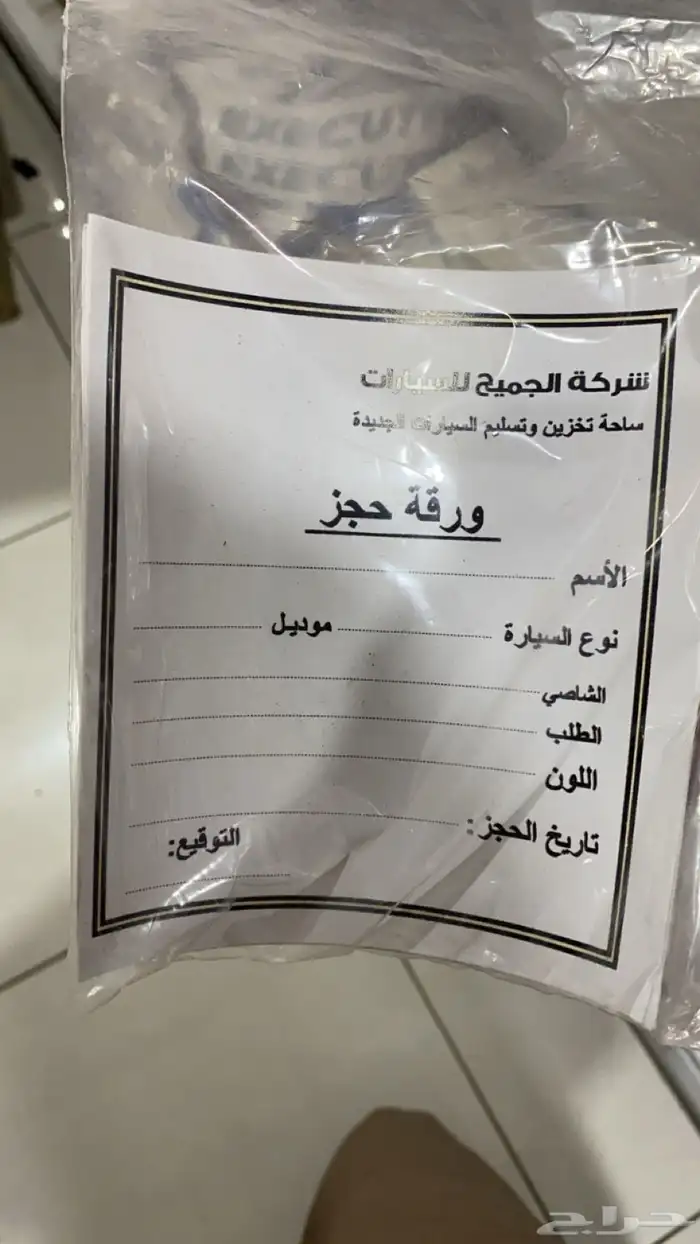 شركة الجميح للسيارات
ساحة تخزين وتسليم السيارات الجديدة
ورقة حجز
الأسم
نوع السيارة موديل
الشاصي
الطلب
اللون
تاريخ الحجز:
التوقيع:
حراج